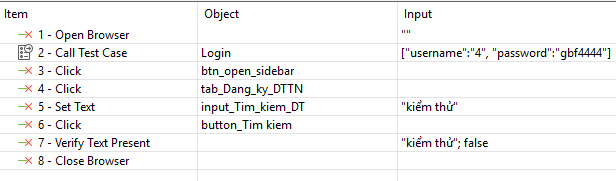 Item Object Input
1 - Open Browser ""
2 - Call Test Case Login ["username":"4", "password":"gbf4444"]
3 - Click btn_open_sidebar
4 - Click tab_Dang_ky_DTTN
5 - Set Text input_Tim_kiem_DT "kiểm thử"
6 - Click button_Tim kiem
7 - Verify Text Present "kiểm thử"; false
8 - Close Browser